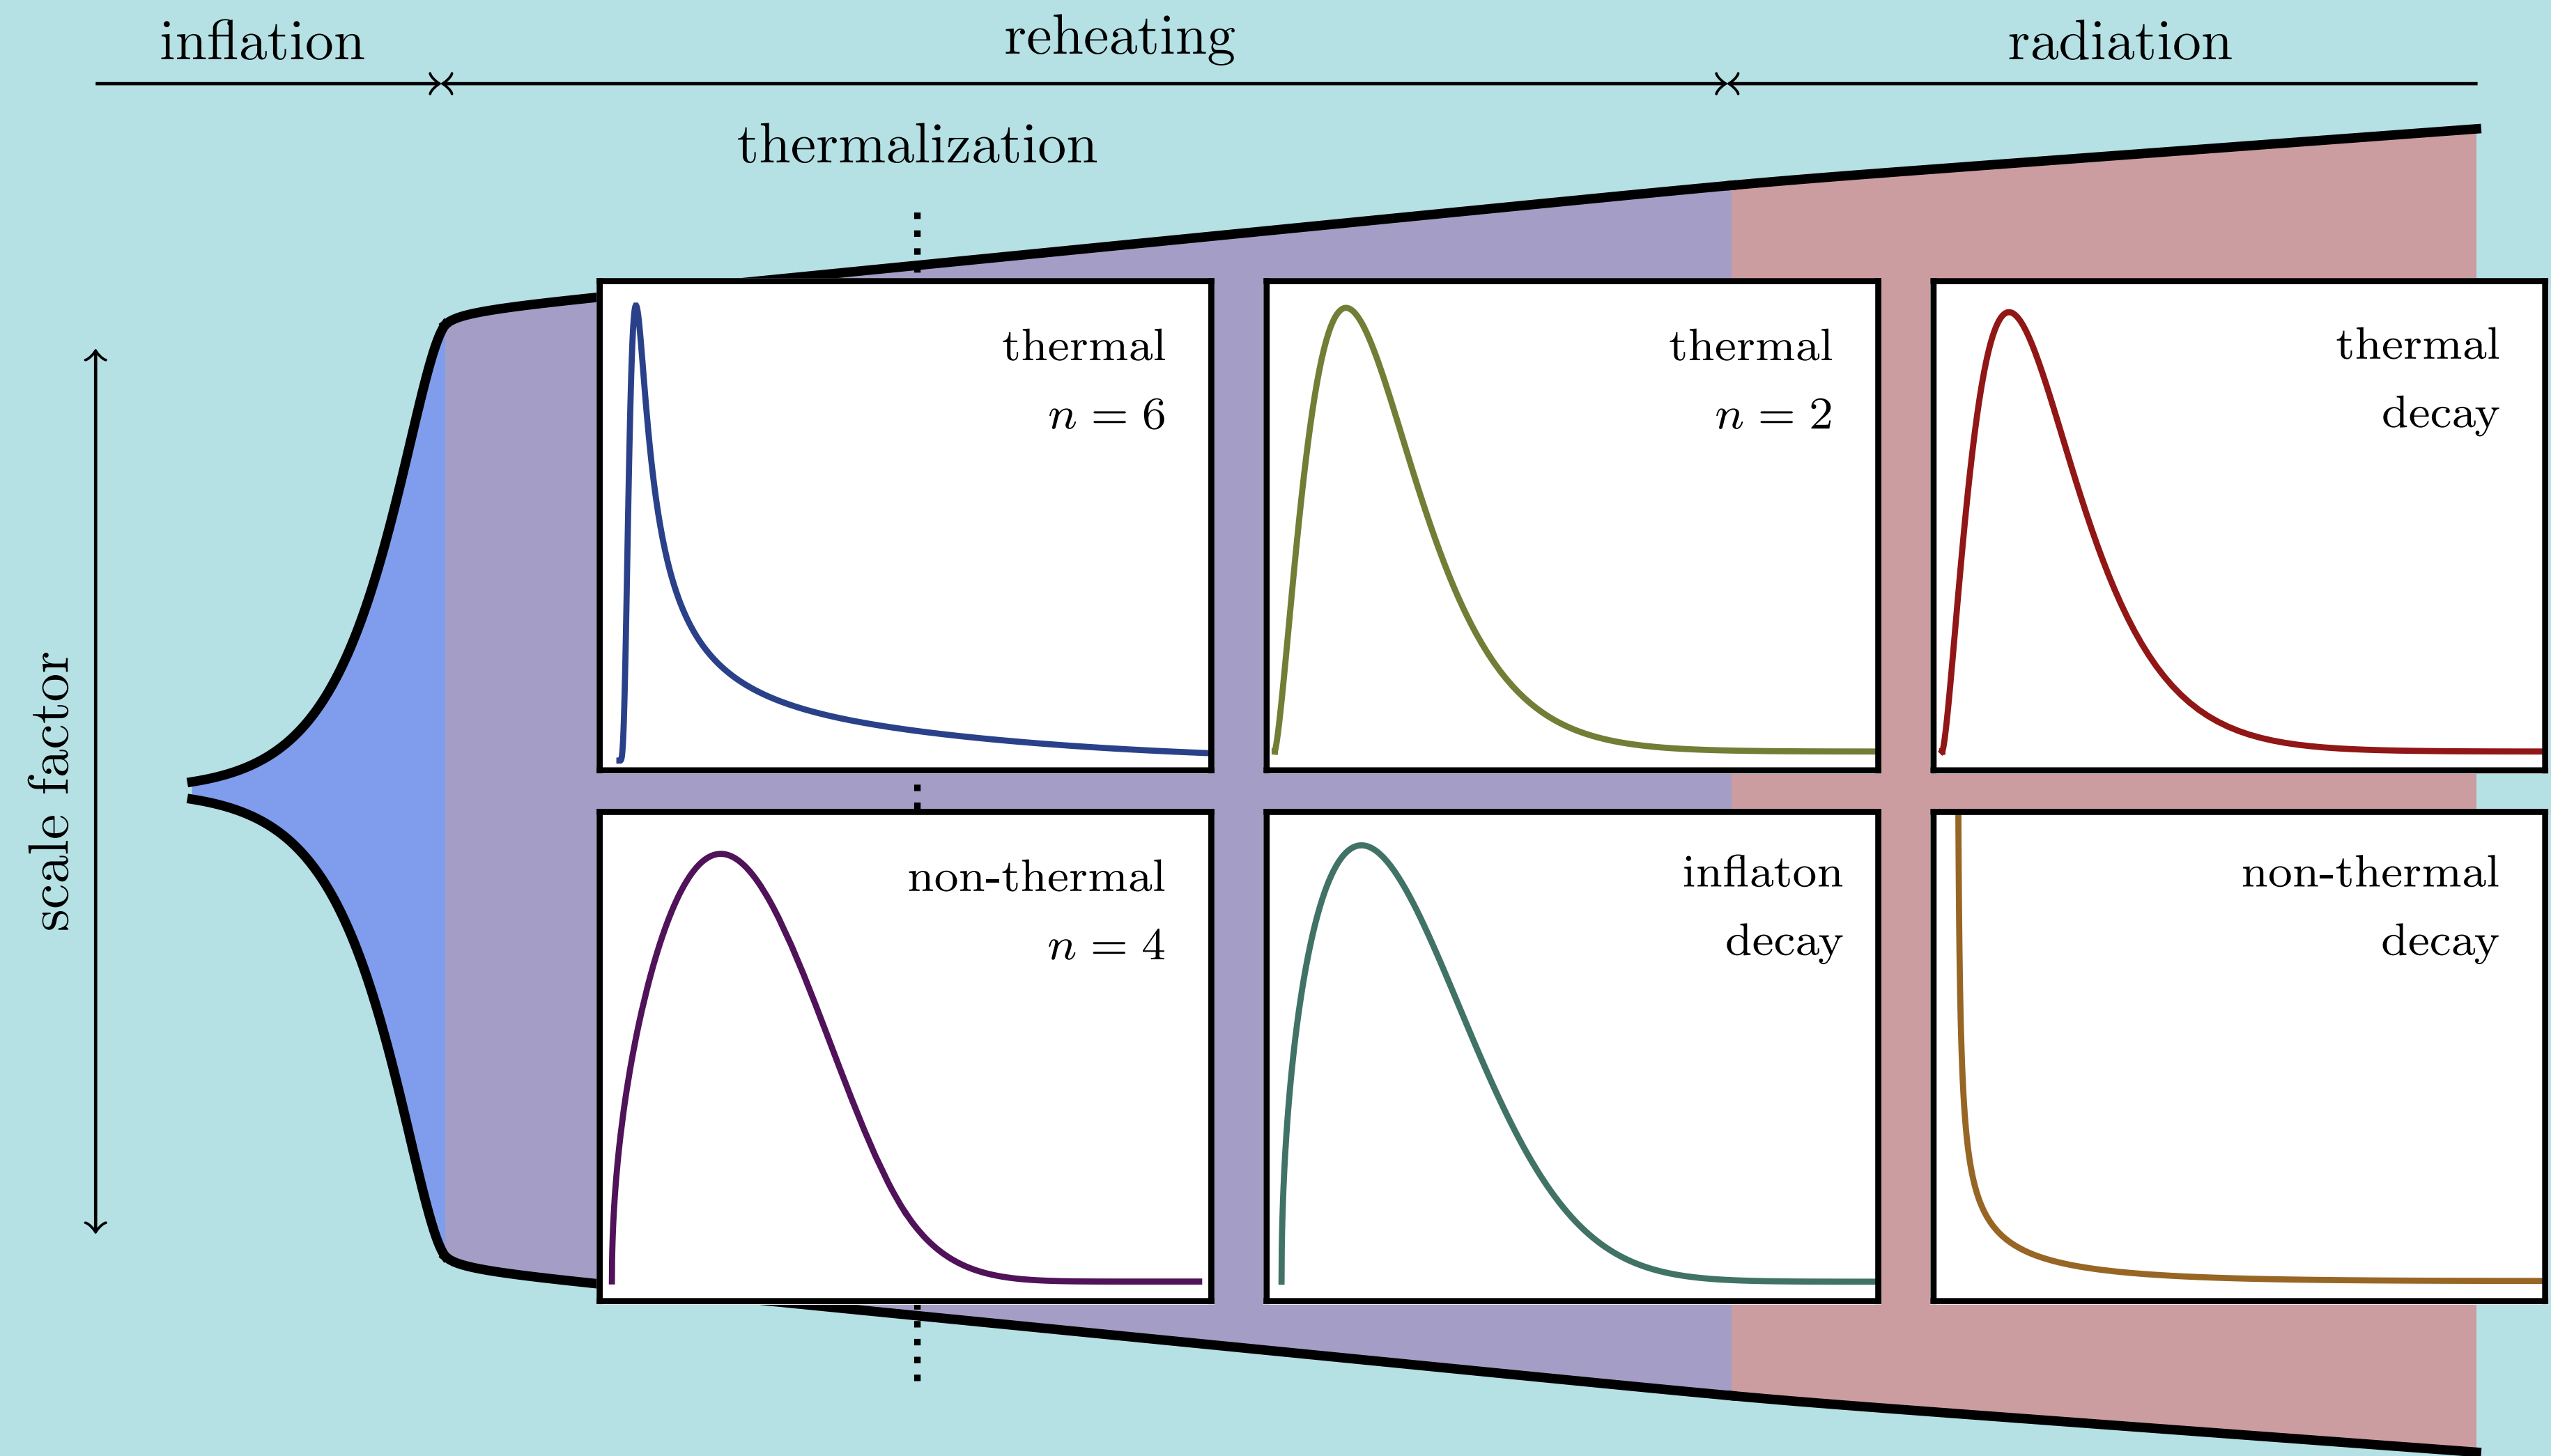 inflation
reheating
radiation
thermalization
scale factor
thermal
n = 6
thermal
n = 2
thermal
decay
non-thermal
n = 4
inflaton
decay
non-thermal
decay